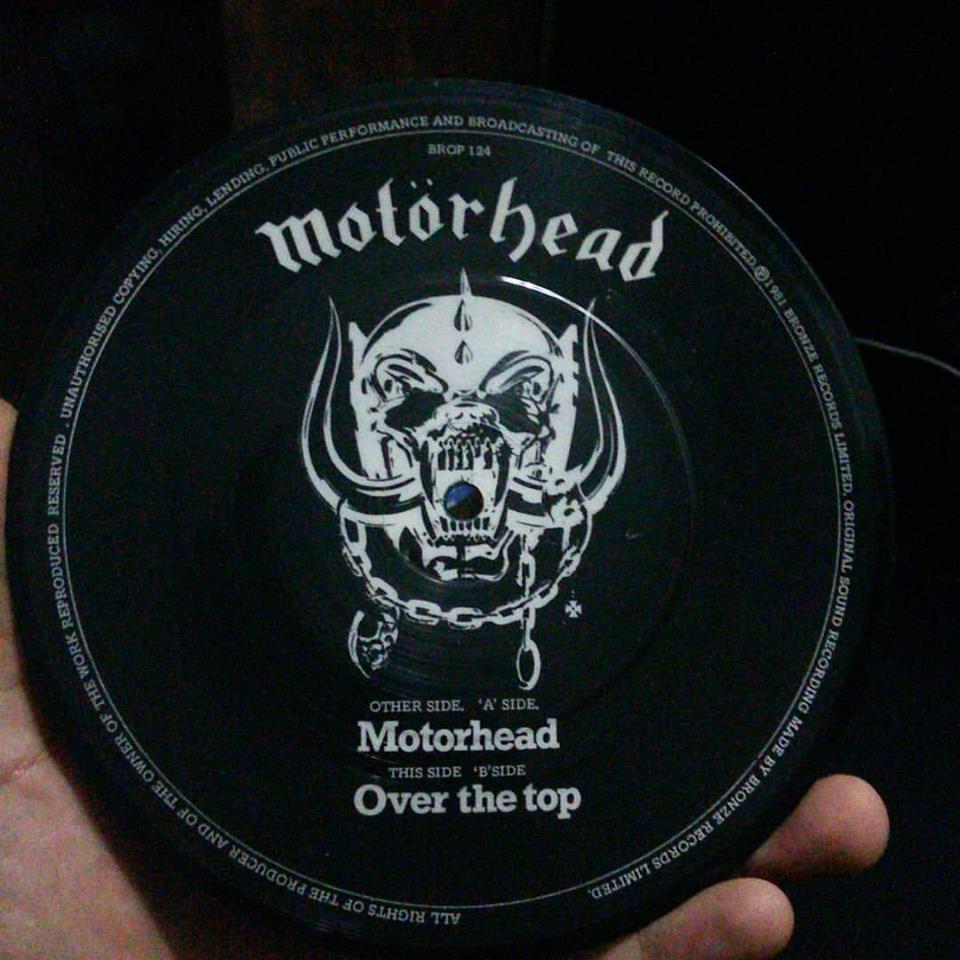 ALL RIGHTS OF THE PRODUCER AND OF THE OWNER OF THE WORK REPRODUCED RESERVED . UNAUTHORISED COPYING, HIRING, LENDING, PUBLIC PERFORMANCE AND BROADCASTING OF THIS RECORD PROHIBITED. ℗ 1981 BRONZE RECORDS LIMITED. ORIGINAL SOUND RECORDING MADE BY BRONZE RECORDS LIMITED.
BROP 124
motörhead
OTHER SIDE. 'A' SIDE.
Motorhead
THIS SIDE 'B'SIDE
Over the top